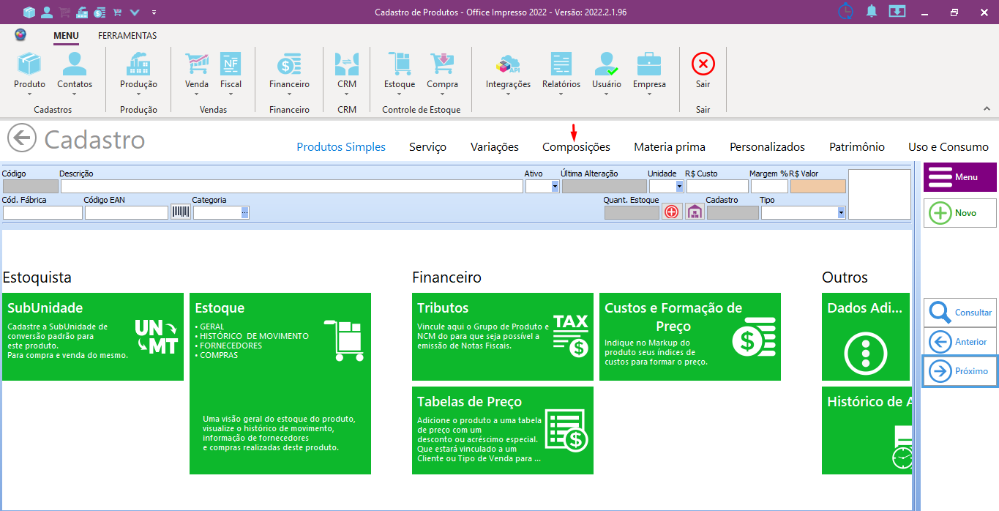 Cadastro de Produtos - Office Impresso 2022 - Versão: 2022.2.1.96
MENU FERRAMENTAS
NF
API
Produto Contatos Produção Venda Fiscal Financeiro CRM Estoque Compra Integrações Relatórios Usuário Empresa Sair
Cadastros Produção Vendas Financeiro CRM Controle de Estoque Sair
Cadastro
Produtos Simples Serviço Variações Composições Materia prima Personalizados Patrimônio Uso e Consumo
Código Descrição Ativo Última Alteração Unidade R$ Custo Margem % R$ Valor
Cód. Fábrica Código EAN Categoria Quant. Estoque Cadastro Tipo
Menu
Novo
Consultar
Anterior
Próximo
Estoquista
SubUnidade
Cadastre a SubUnidade de
conversão padrão para
este produto.
Para compra e venda do mesmo.
UN
MT
Estoque
• GERAL
• HISTÓRICO DE MOVIMENTO
• FORNECEDORES
• COMPRAS
Uma visão geral do estoque do produto,
visualize o histórico de movimento,
informação de fornecedores
e compras realizadas deste produto.
Financeiro
Tributos
Vincule aqui o Grupo de Produto e
NCM do para que seja possível a
emissão de Notas Fiscais.
TAX
Custos e Formação de
Preço
Indique no Markup do
produto seus índices de
custos para formar o preço.
Tabelas de Preço
Adicione o produto a uma tabela
de preço com um
desconto ou acréscimo especial.
Que estará vinculado a um
Cliente ou Tipo de Venda para ...
Outros
Dados Adi...
Histórico de A